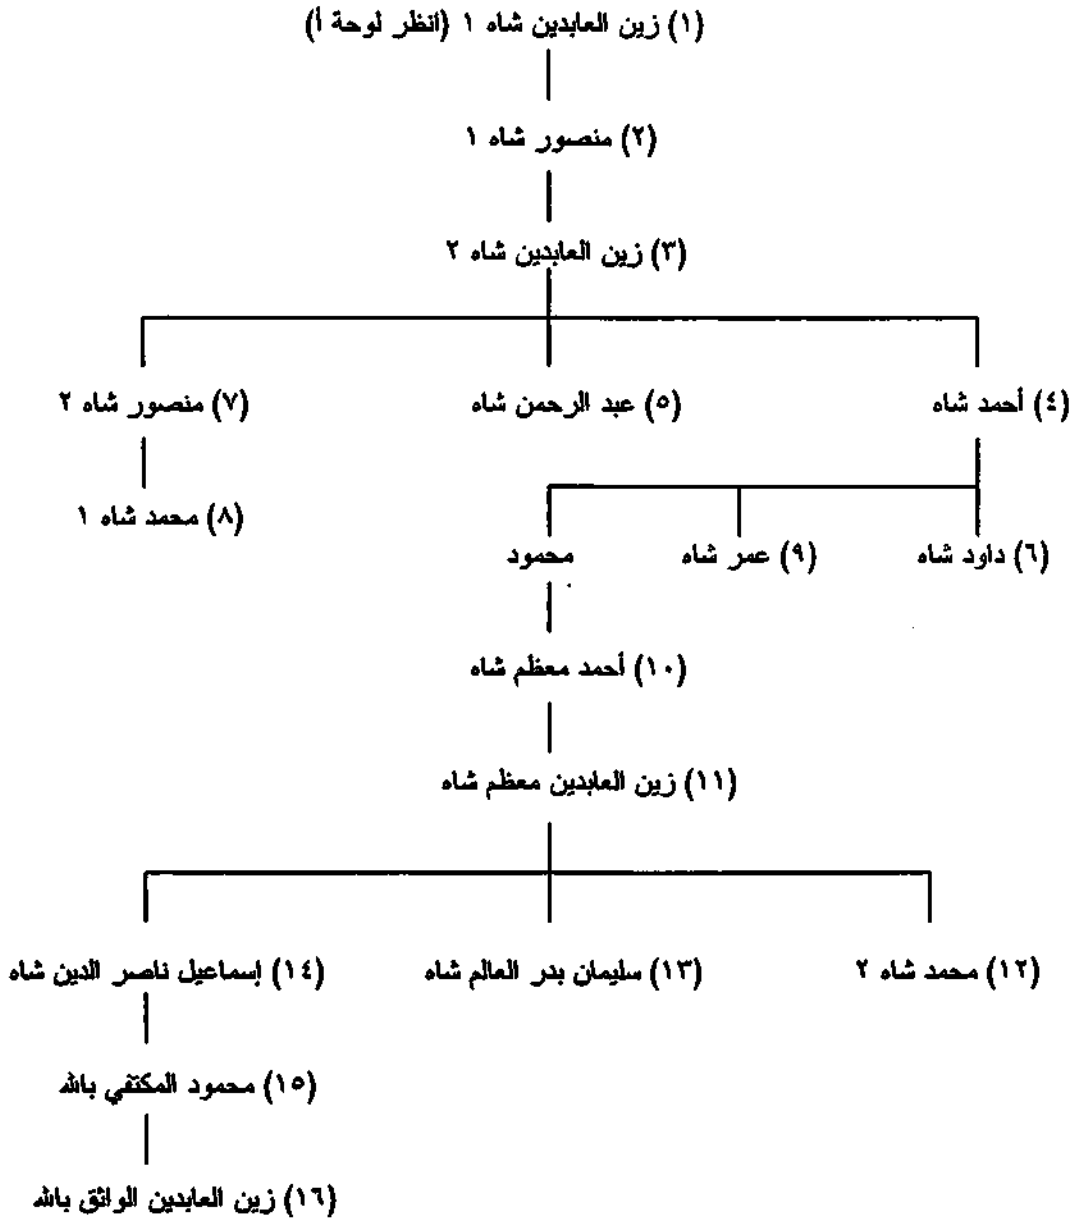 (١) زين العابدين شاه ١ (انظر لوحة أ)
(٢) منصور شاه ١
(٣) زين العابدين شاه ٢
(٤) أحمد شاه
(٥) عبد الرحمن شاه
(٧) منصور شاه ٢
(٨) محمد شاه ١
(٦) داود شاه
(٩) عمر شاه
محمود
(١٠) أحمد معظم شاه
(١١) زين العابدين معظم شاه
(١٢) محمد شاه ٢
(١٣) سليمان بدر العالم شاه
(١٤) إسماعيل ناصر الدين شاه
(١٥) محمود المكتفي بالله
(١٦) زين العابدين الواثق بالله